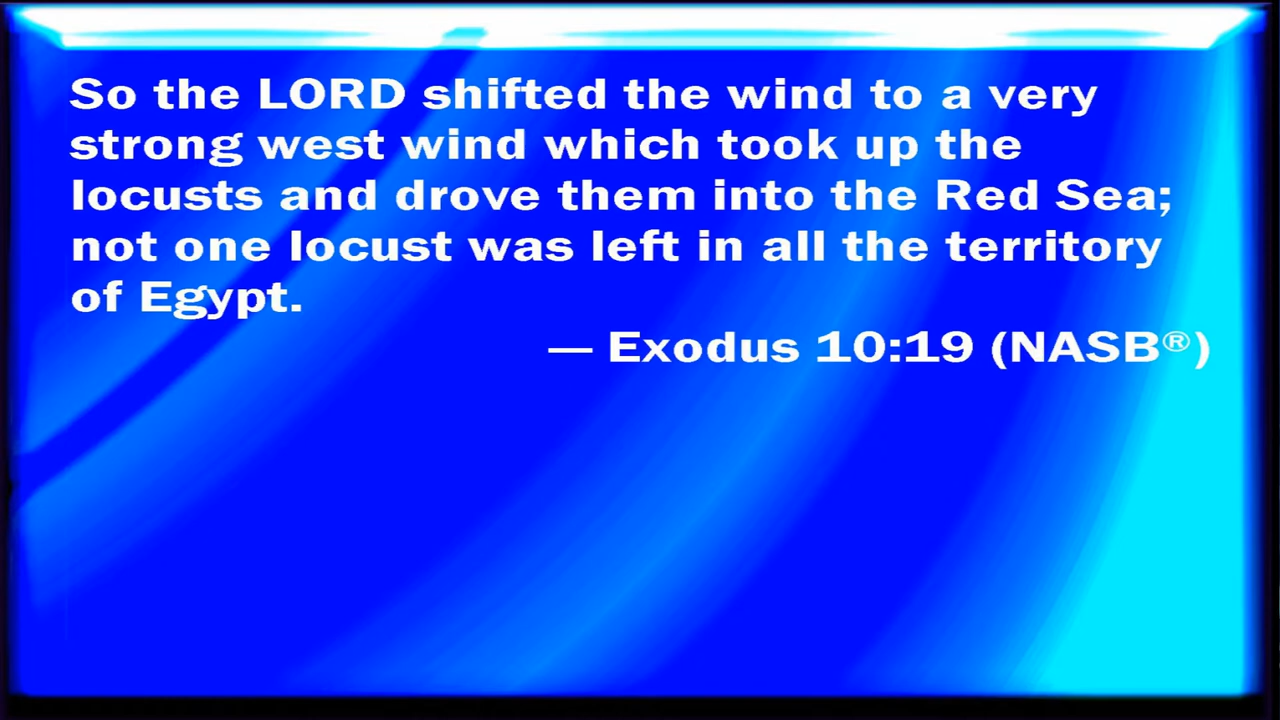 So the LORD shifted the wind to a very
strong west wind which took up the
locusts and drove them into the Red Sea;
not one locust was left in all the territory
of Egypt.
— Exodus 10:19 (NASB®)